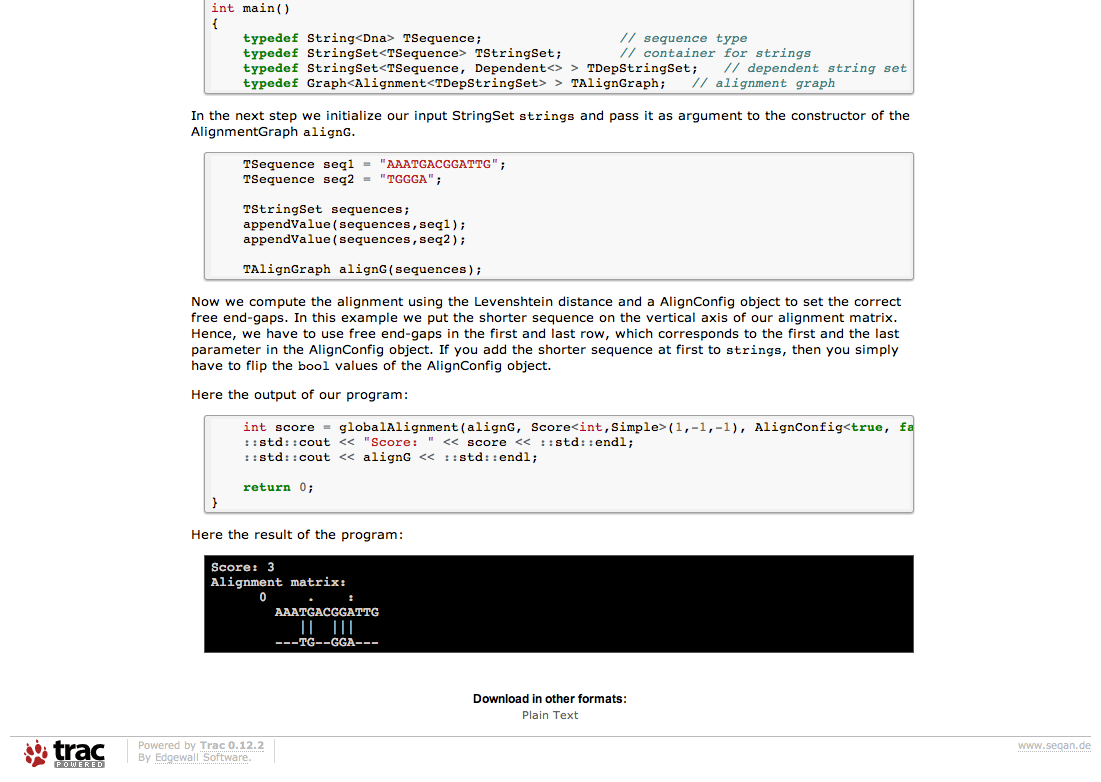 int main()
{
    typedef String<Dna> TSequence;                 // sequence type
    typedef StringSet<TSequence> TStringSet;       // container for strings
    typedef StringSet<TSequence, Dependent<> > TDepStringSet;   // dependent string set
    typedef Graph<Alignment<TDepStringSet> > TAlignGraph;   // alignment graph
In the next step we initialize our input StringSet strings and pass it as argument to the constructor of the
AlignmentGraph alignG.
    TSequence seq1 = "AAATGACGGATTG";
    TSequence seq2 = "TGGGA";
    TStringSet sequences;
    appendValue(sequences,seq1);
    appendValue(sequences,seq2);
    TAlignGraph alignG(sequences);
Now we compute the alignment using the Levenshtein distance and a AlignConfig object to set the correct
free end-gaps. In this example we put the shorter sequence on the vertical axis of our alignment matrix.
Hence, we have to use free end-gaps in the first and last row, which corresponds to the first and the last
parameter in the AlignConfig object. If you add the shorter sequence at first to strings, then you simply
have to flip the bool values of the AlignConfig object.
Here the output of our program:
    int score = globalAlignment(alignG, Score<int,Simple>(1,-1,-1), AlignConfig<true, fa
    ::std::cout << "Score: " << score << ::std::endl;
    ::std::cout << alignG << ::std::endl;
    return 0;
}
Here the result of the program:
Score: 3
Alignment matrix:
      0     .    :
        AAATGACGGATTG
           ||  |||
        ---TG--GGA---
Download in other formats:
Plain Text
trac POWERED
Powered by Trac 0.12.2
By Edgewall Software.
www.seqan.de